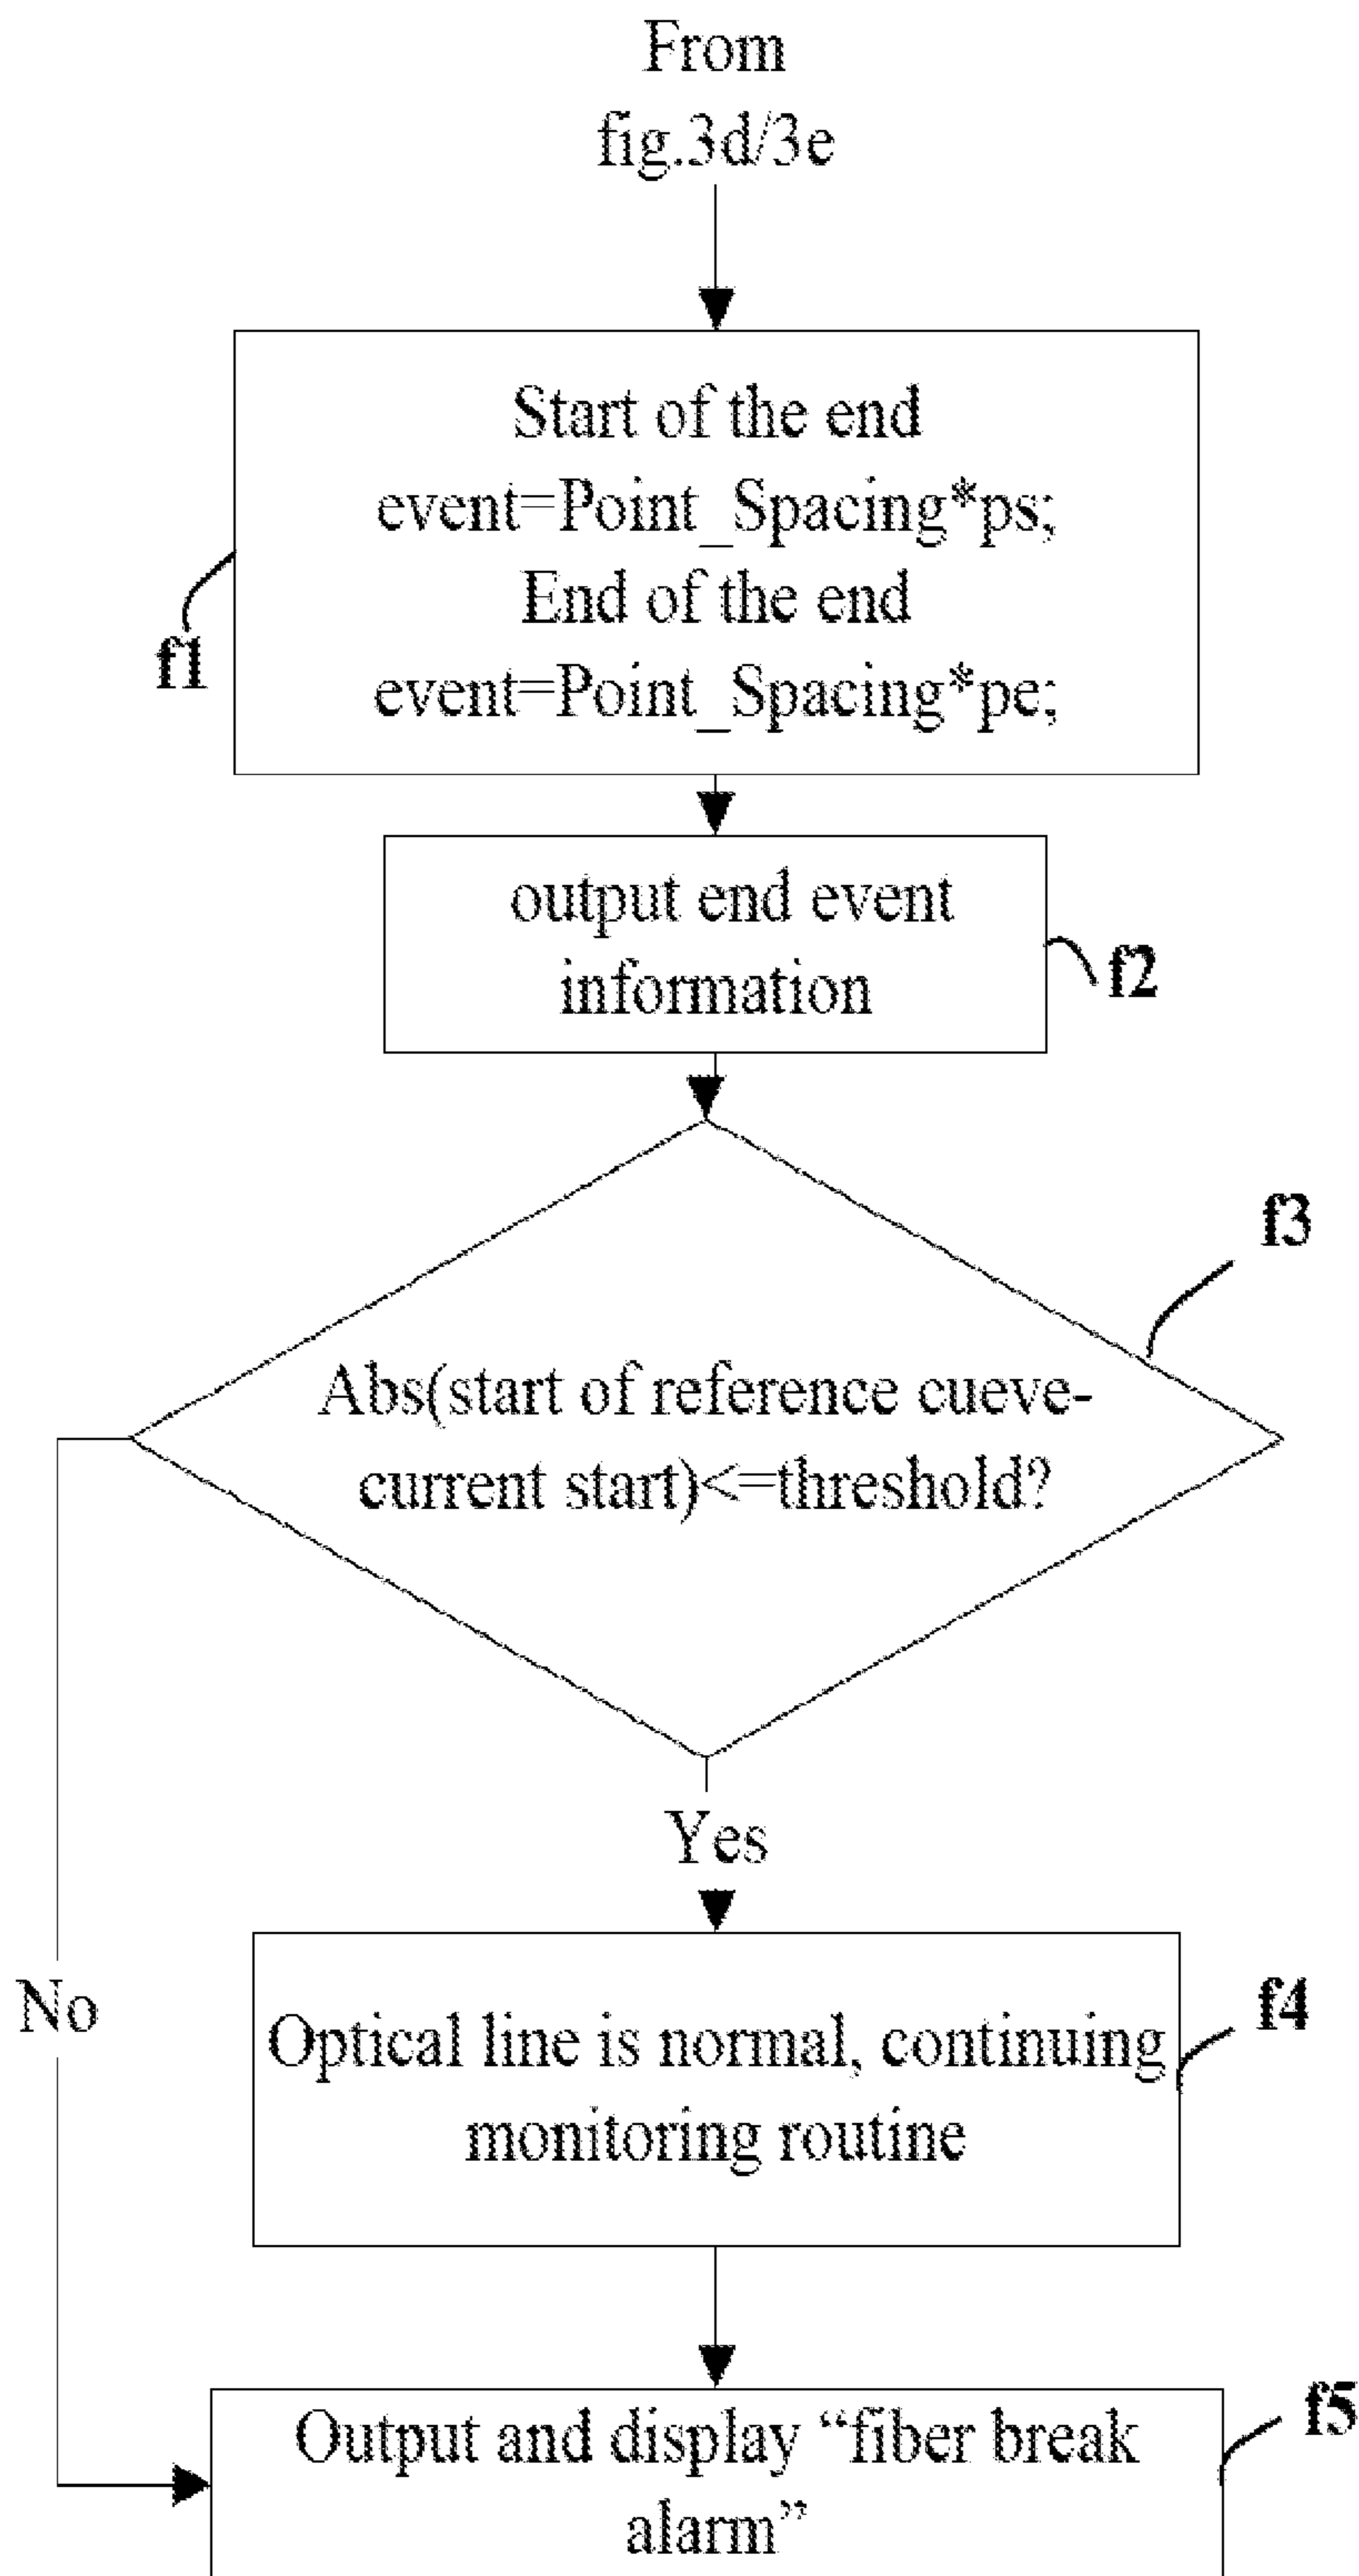 From
fig.3d/3e
Start of the end
event=Point_Spacing*ps;
End of the end
event=Point_Spacing*pe;
f1
output end event
information
f2
f3
Abs(start of reference cueve-
current start)<=threshold?
Yes
No
Optical line is normal, continuing
monitoring routine
f4
Output and display “fiber break
alarm”
f5